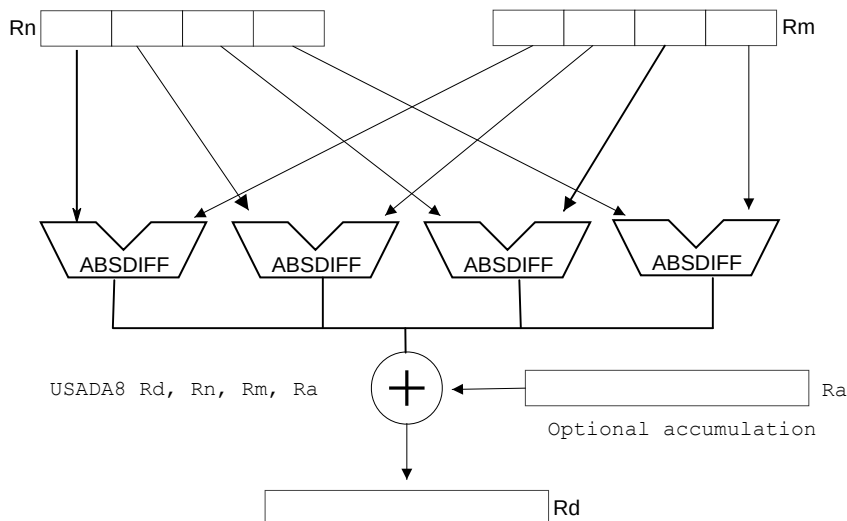 Rn
Rm
ABSDIFF
ABSDIFF
ABSDIFF
ABSDIFF
USADA8 Rd, Rn, Rm, Ra
Ra
Optional accumulation
Rd